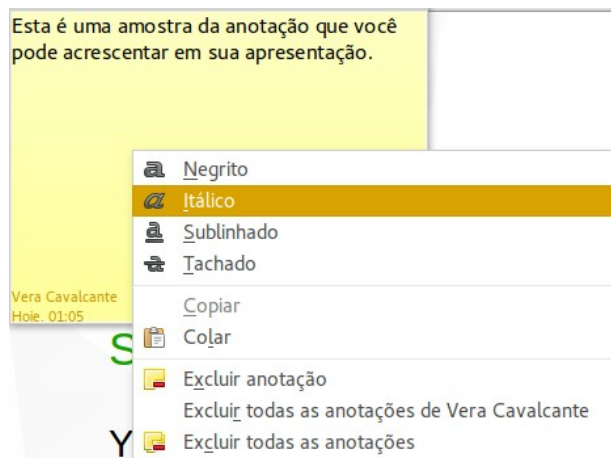 Esta é uma amostra da anotação que você
pode acrescentar em sua apresentação.
Negrito
Itálico
Sublinhado
Tachado
Vera Cavalcante
Hoie. 01:05
Copiar
Colar
S
Excluir anotação
Excluir todas as anotações de Vera Cavalcante
Y
Excluir todas as anotações